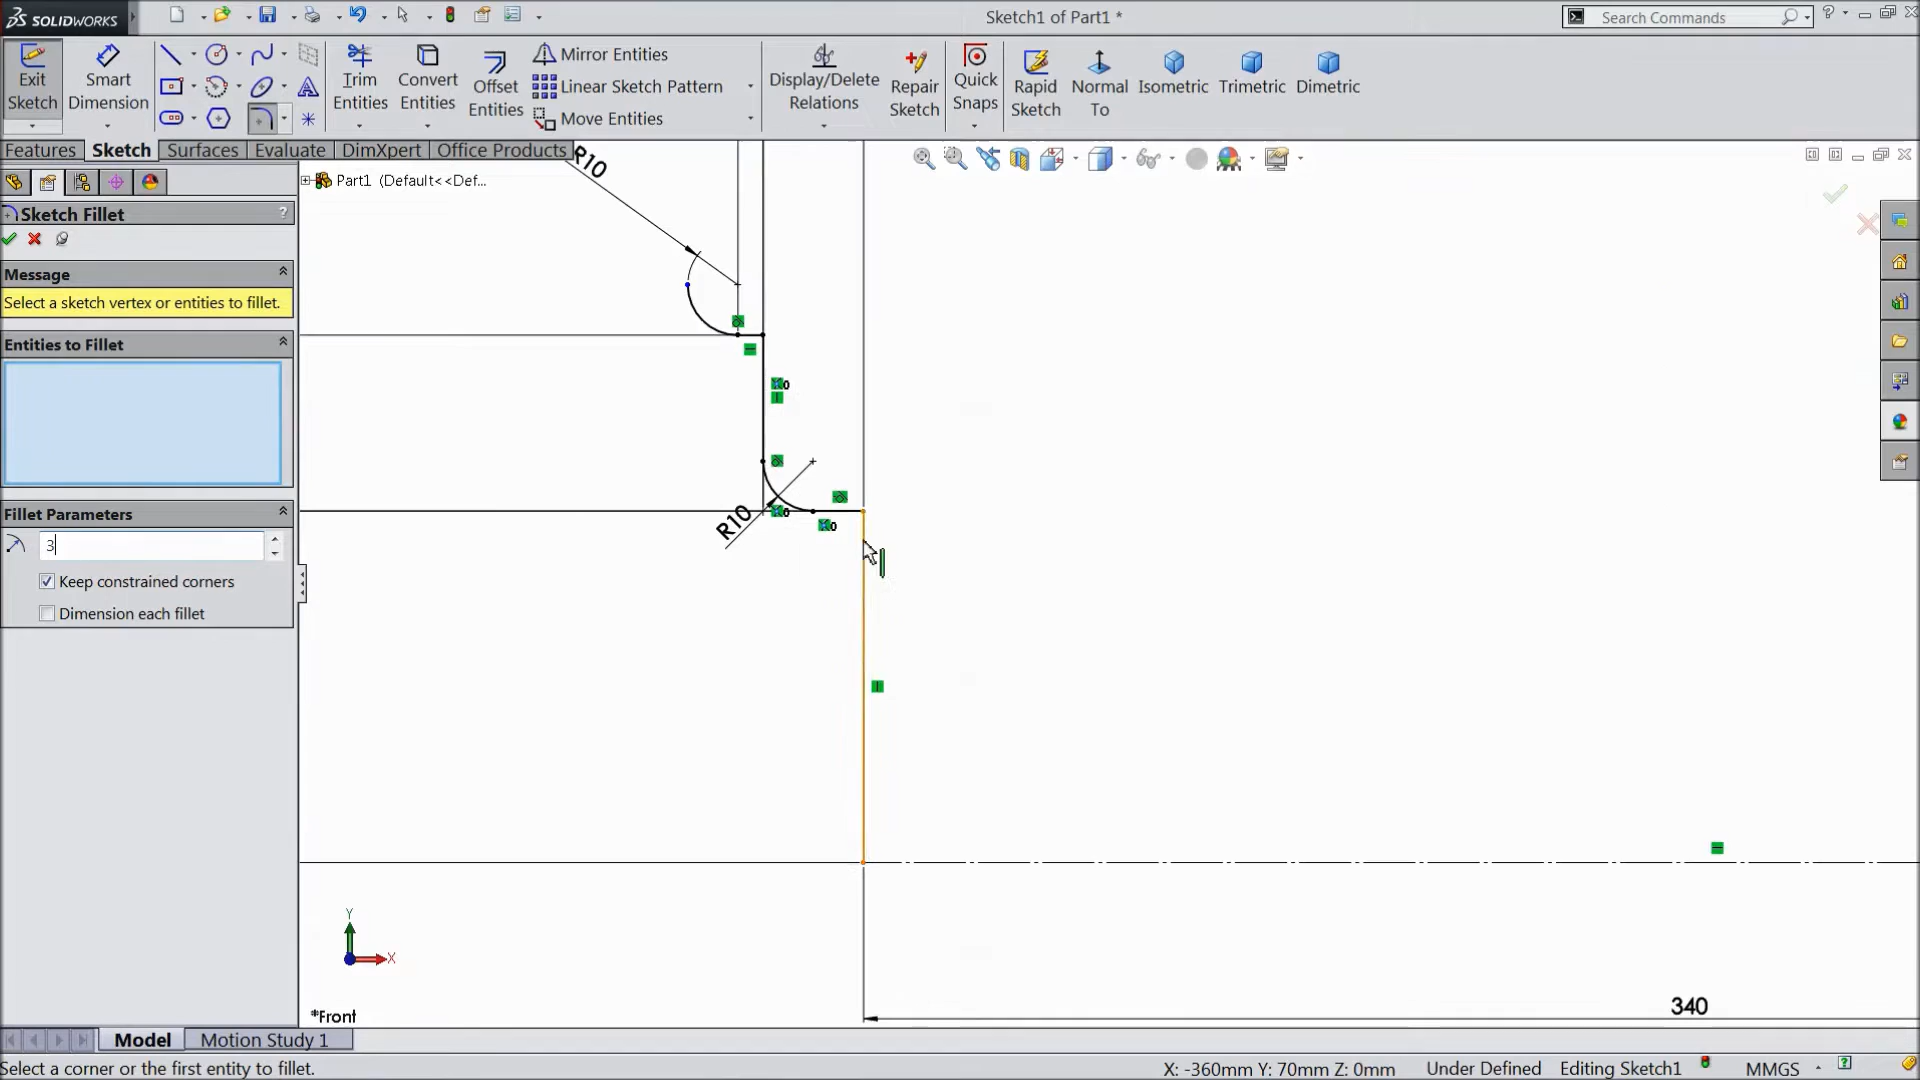 SOLIDWORKS
Sketch1 of Part1 *
Search Commands
?
Exit Sketch
Smart Dimension
Trim Entities
Convert Entities
Offset Entities
Mirror Entities
Linear Sketch Pattern
Move Entities
Display/Delete Relations
Repair Sketch
Quick Snaps
Rapid Sketch
Normal To
Isometric
Trimetric
Dimetric
Features
Sketch
Surfaces
Evaluate
DimXpert
Office Products
Part1 (Default<<Def...
Sketch Fillet
?
Message
Select a sketch vertex or entities to fillet.
Entities to Fillet
Fillet Parameters
3
Keep constrained corners
Dimension each fillet
R10
0
0
0
R10
340
Y
X
*Front
Model
Motion Study 1
Select a corner or the first entity to fillet.
X: -360mm Y: 70mm Z: 0mm
Under Defined
Editing Sketch1
MMGS
?